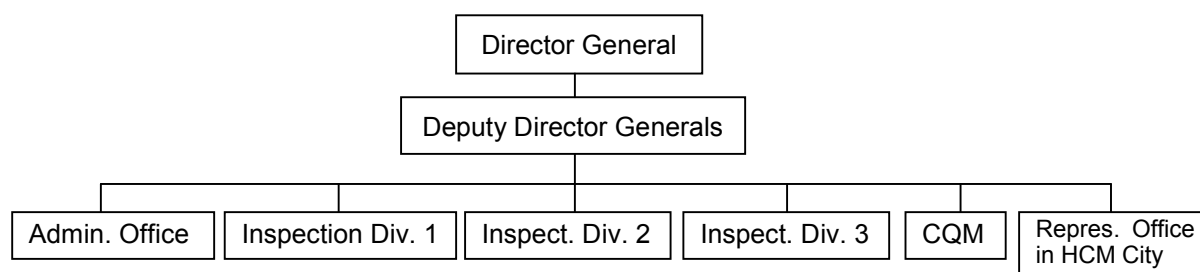 Director General
Deputy Director Generals
Admin. Office
Inspection Div. 1
Inspect. Div. 2
Inspect. Div. 3
CQM
Repres. Office
in HCM City